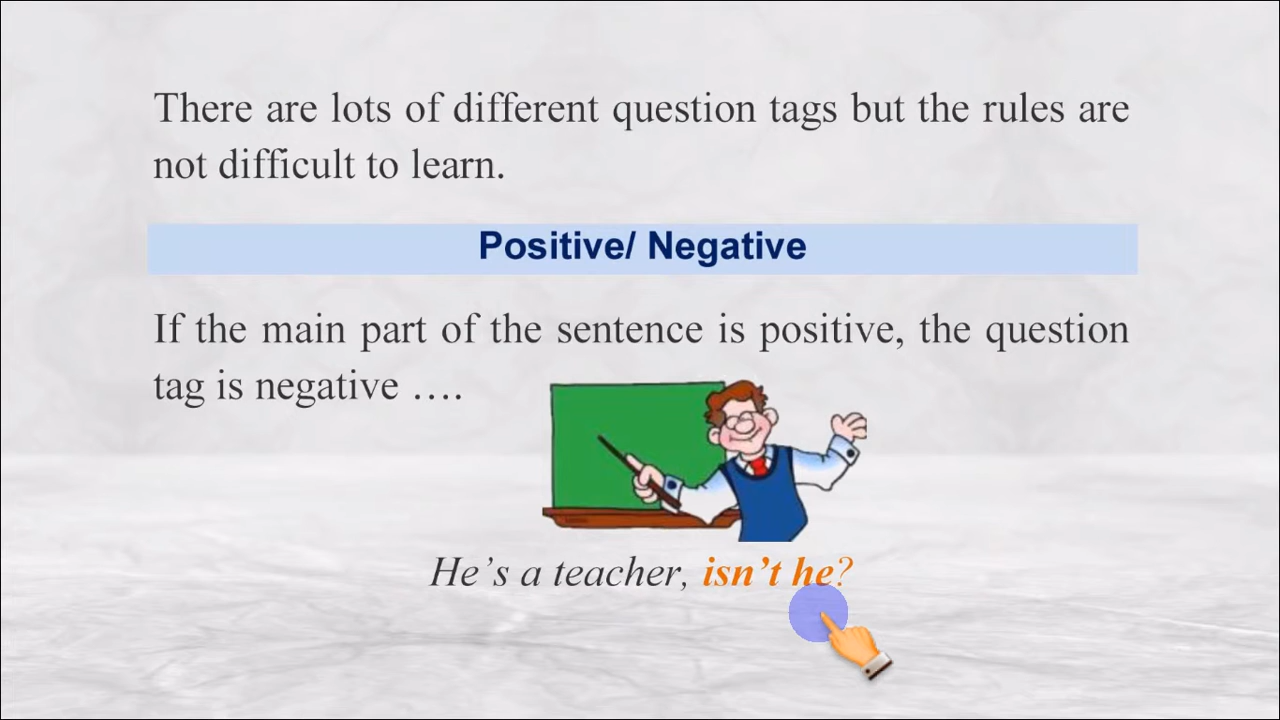 There are lots of different question tags but the rules are
not difficult to learn.
Positive/ Negative
If the main part of the sentence is positive, the question
tag is negative ….
He’s a teacher, isn’t he?